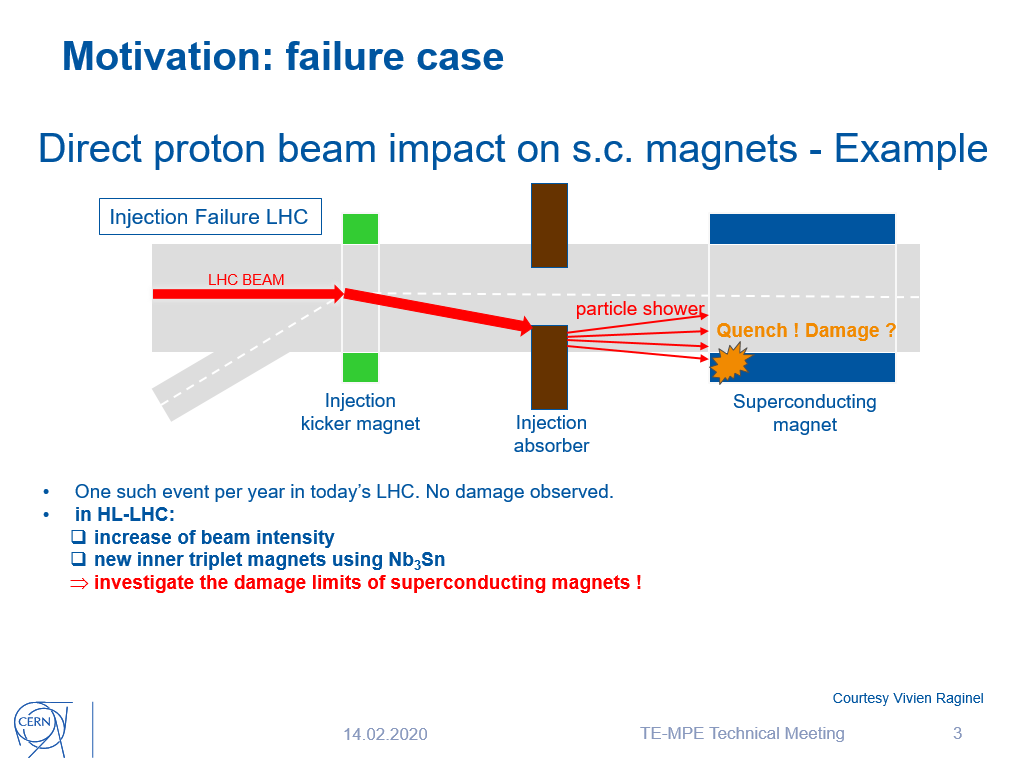 Motivation: failure case
Direct proton beam impact on s.c. magnets - Example
Injection Failure LHC
LHC BEAM
particle shower
Quench ! Damage ?
Injection
kicker magnet
Injection
absorber
Superconducting
magnet
• One such event per year in today’s LHC. No damage observed.
• in HL-LHC:
❑ increase of beam intensity
❑ new inner triplet magnets using Nb₃Sn
⇒ investigate the damage limits of superconducting magnets !
Courtesy Vivien Raginel
CERN
14.02.2020
TE-MPE Technical Meeting
3